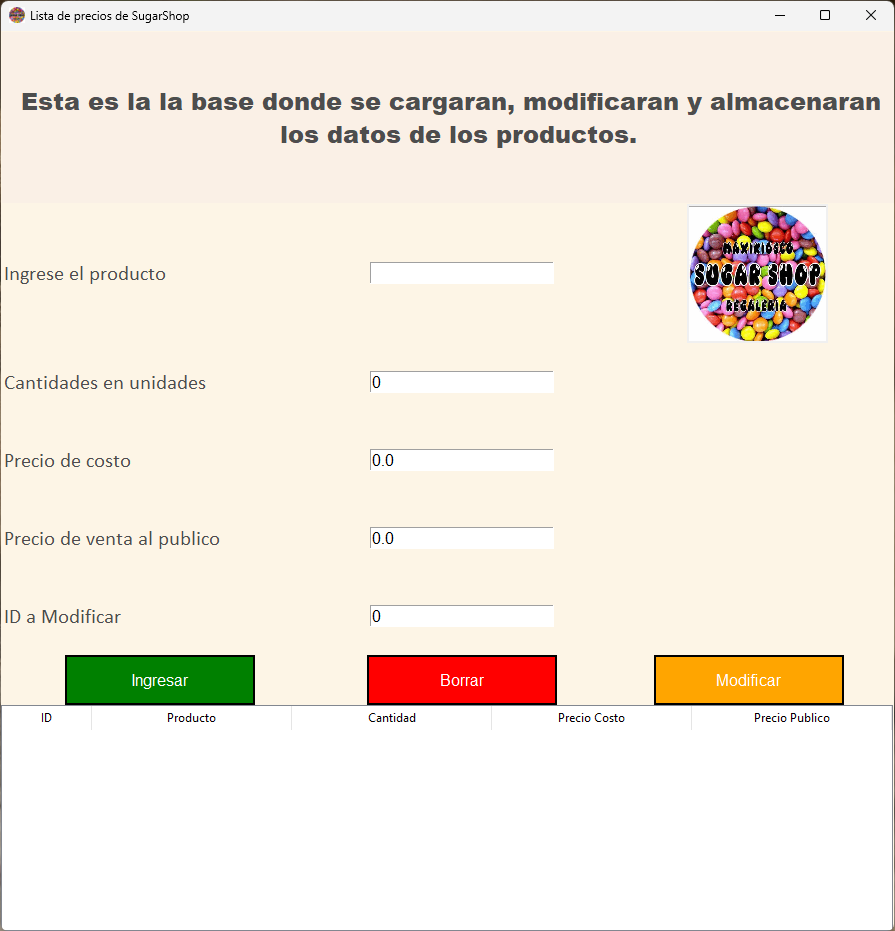 Lista de precios de SugarShop
Esta es la la base donde se cargaran, modificaran y almacenaran
los datos de los productos.
MAXIKIOSCO
SUGAR SHOP
REGALERIA
Ingrese el producto
Cantidades en unidades
0
Precio de costo
0.0
Precio de venta al publico
0.0
ID a Modificar
0
Ingresar
Borrar
Modificar
ID
Producto
Cantidad
Precio Costo
Precio Publico